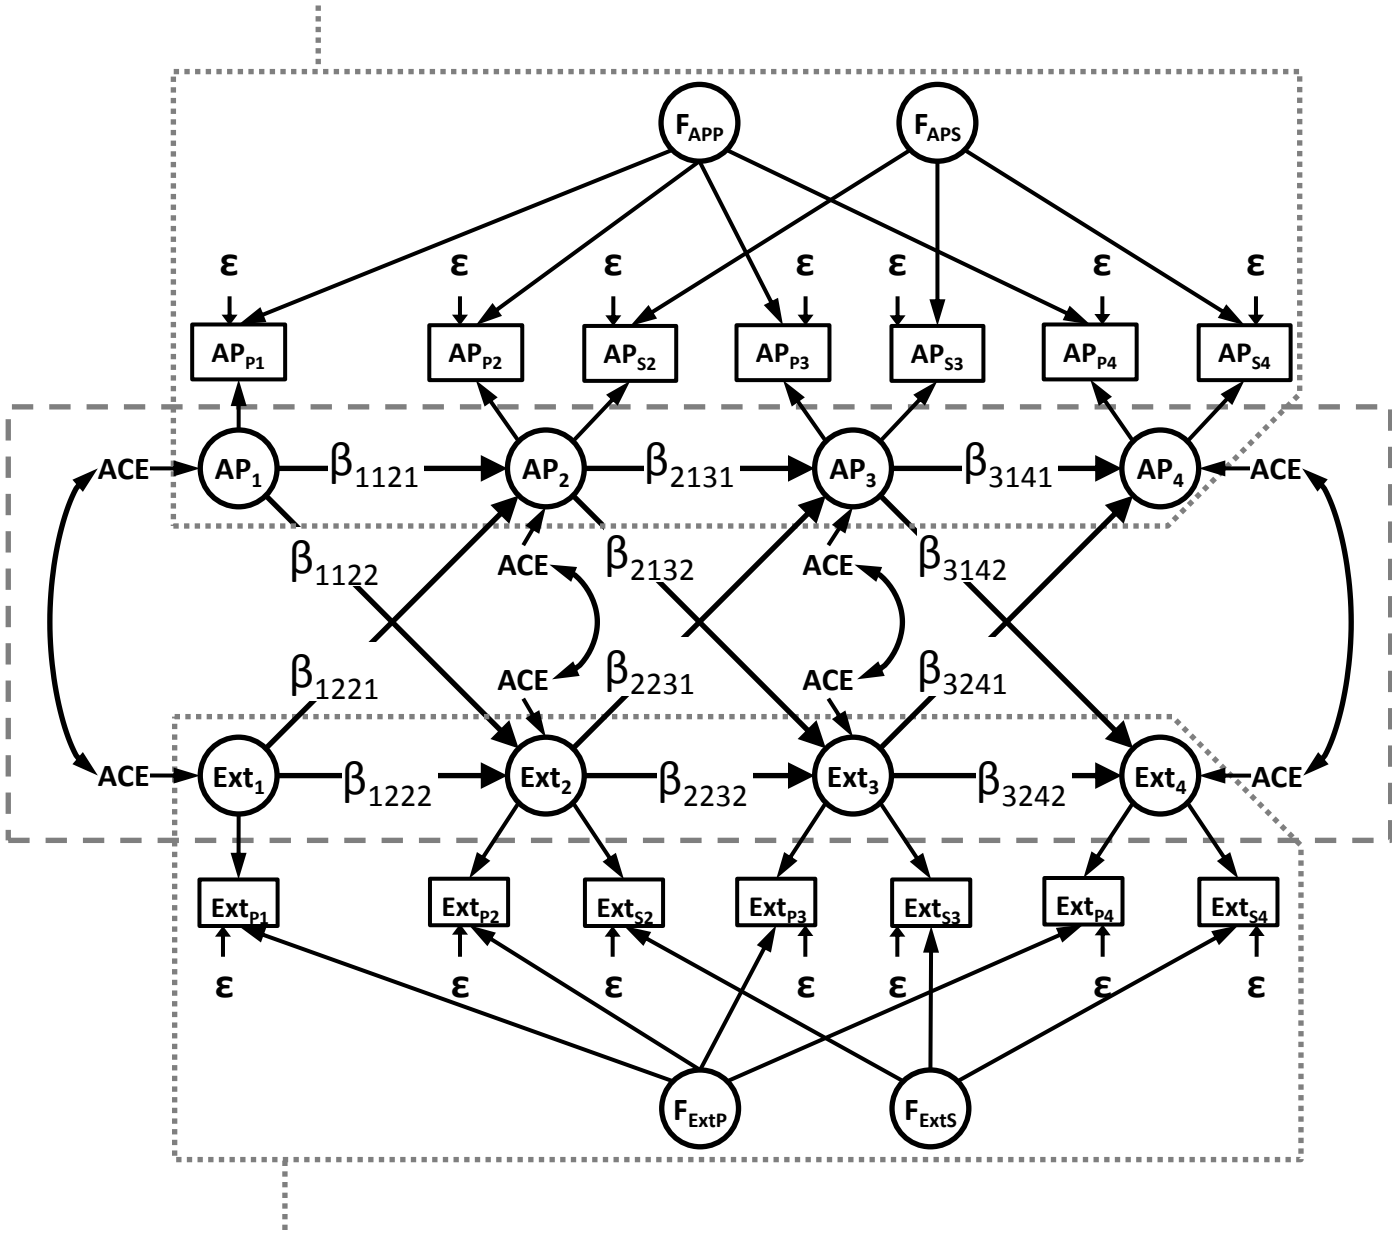 F_APP F_APS
ε ε ε ε ε ε ε
AP_P1 AP_P2 AP_S2 AP_P3 AP_S3 AP_P4 AP_S4
ACE AP_1 β_1121 AP_2 β_2131 AP_3 β_3141 AP_4 ACE
β_1122 ACE β_2132 ACE β_3142
β_1221 ACE β_2231 ACE β_3241
ACE Ext_1 β_1222 Ext_2 β_2232 Ext_3 β_3242 Ext_4 ACE
Ext_P1 Ext_P2 Ext_S2 Ext_P3 Ext_S3 Ext_P4 Ext_S4
ε ε ε ε ε ε ε
F_ExtP F_ExtS